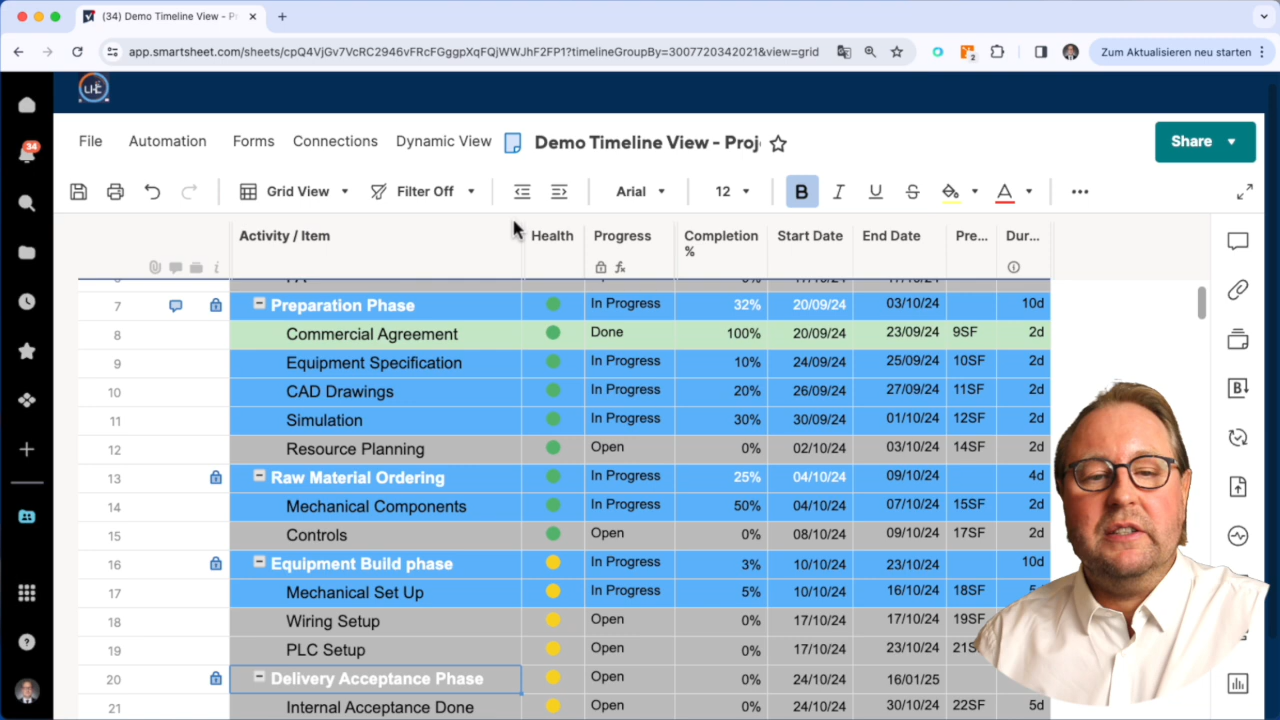 (34) Demo Timeline View - P
app.smartsheet.com/sheets/cpQ4VjGv7VcRC2946vFRcFGggpXqFQjWWJhF2FP1?timelineGroupBy=3007720342021&view=grid
2
Zum Aktualisieren neu starten
LHC
File Automation Forms Connections Dynamic View Demo Timeline View - Proj Share
34
Grid View Filter Off Arial 12 B I U S A
Activity / Item Health Progress Completion % Start Date End Date Pre... Dur...
7 Preparation Phase In Progress 32% 20/09/24 03/10/24 10d
8 Commercial Agreement Done 100% 20/09/24 23/09/24 9SF 2d
9 Equipment Specification In Progress 10% 24/09/24 25/09/24 10SF 2d
10 CAD Drawings In Progress 20% 26/09/24 27/09/24 11SF 2d
11 Simulation In Progress 30% 30/09/24 01/10/24 12SF 2d
12 Resource Planning Open 0% 02/10/24 03/10/24 14SF 2d
13 Raw Material Ordering In Progress 25% 04/10/24 09/10/24 4d
14 Mechanical Components In Progress 50% 04/10/24 07/10/24 15SF 2d
15 Controls Open 0% 08/10/24 09/10/24 17SF 2d
16 Equipment Build phase In Progress 3% 10/10/24 23/10/24 10d
17 Mechanical Set Up In Progress 5% 10/10/24 16/10/24 18SF
18 Wiring Setup Open 0% 17/10/24 17/10/24 19SF
19 PLC Setup Open 0% 17/10/24 23/10/24
20 Delivery Acceptance Phase Open 0% 24/10/24 16/01/25
21 Internal Acceptance Done Open 0% 24/10/24 30/10/24 22SF 5d